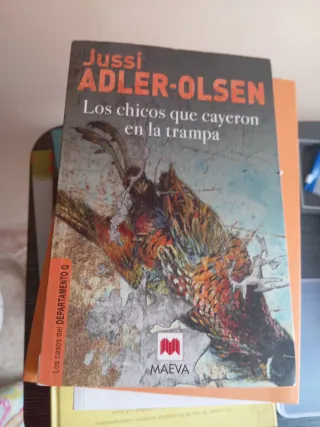 Jussi
ADLER-OLSEN
Los chicos que cayeron
en la trampa
Los casos del DEPARTAMENTO Q
MAEVA